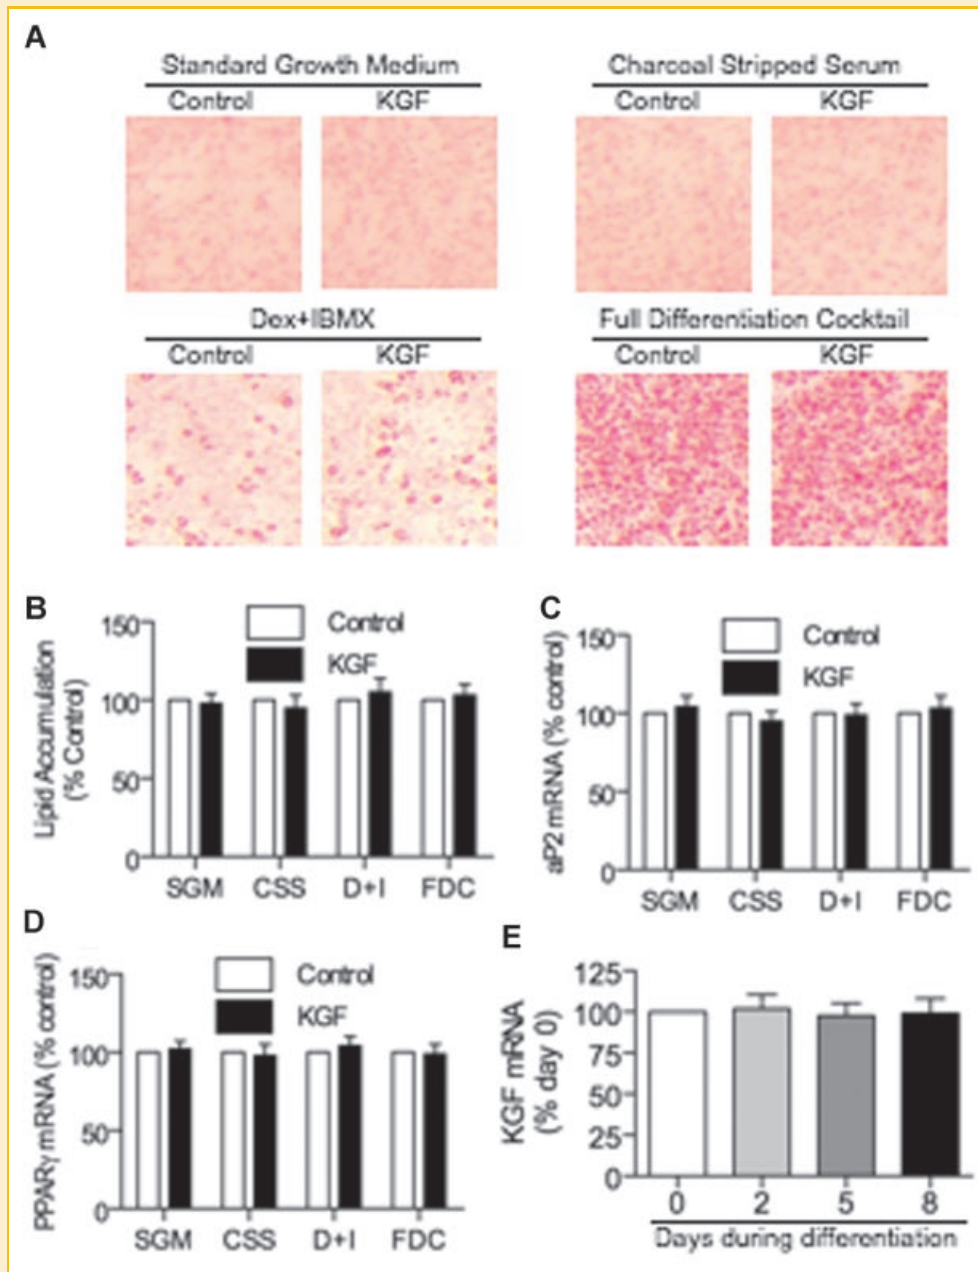 A
Standard Growth Medium
Charcoal Stripped Serum
Control
KGF
Control
KGF
Dex+IBMX
Full Differentiation Cocktail
Control
KGF
Control
KGF
B
150
100
50
0
Lipid Accumulation
(% Control)
Control
KGF
SGM
CSS
D+I
FDC
C
150
100
50
0
aP2 mRNA (% control)
Control
KGF
SGM
CSS
D+I
FDC
D
150
100
50
0
PPARγ mRNA (% control)
Control
KGF
SGM
CSS
D+I
FDC
E
125
100
75
50
25
0
KGF mRNA
(% day 0)
0
2
5
8
Days during differentiation